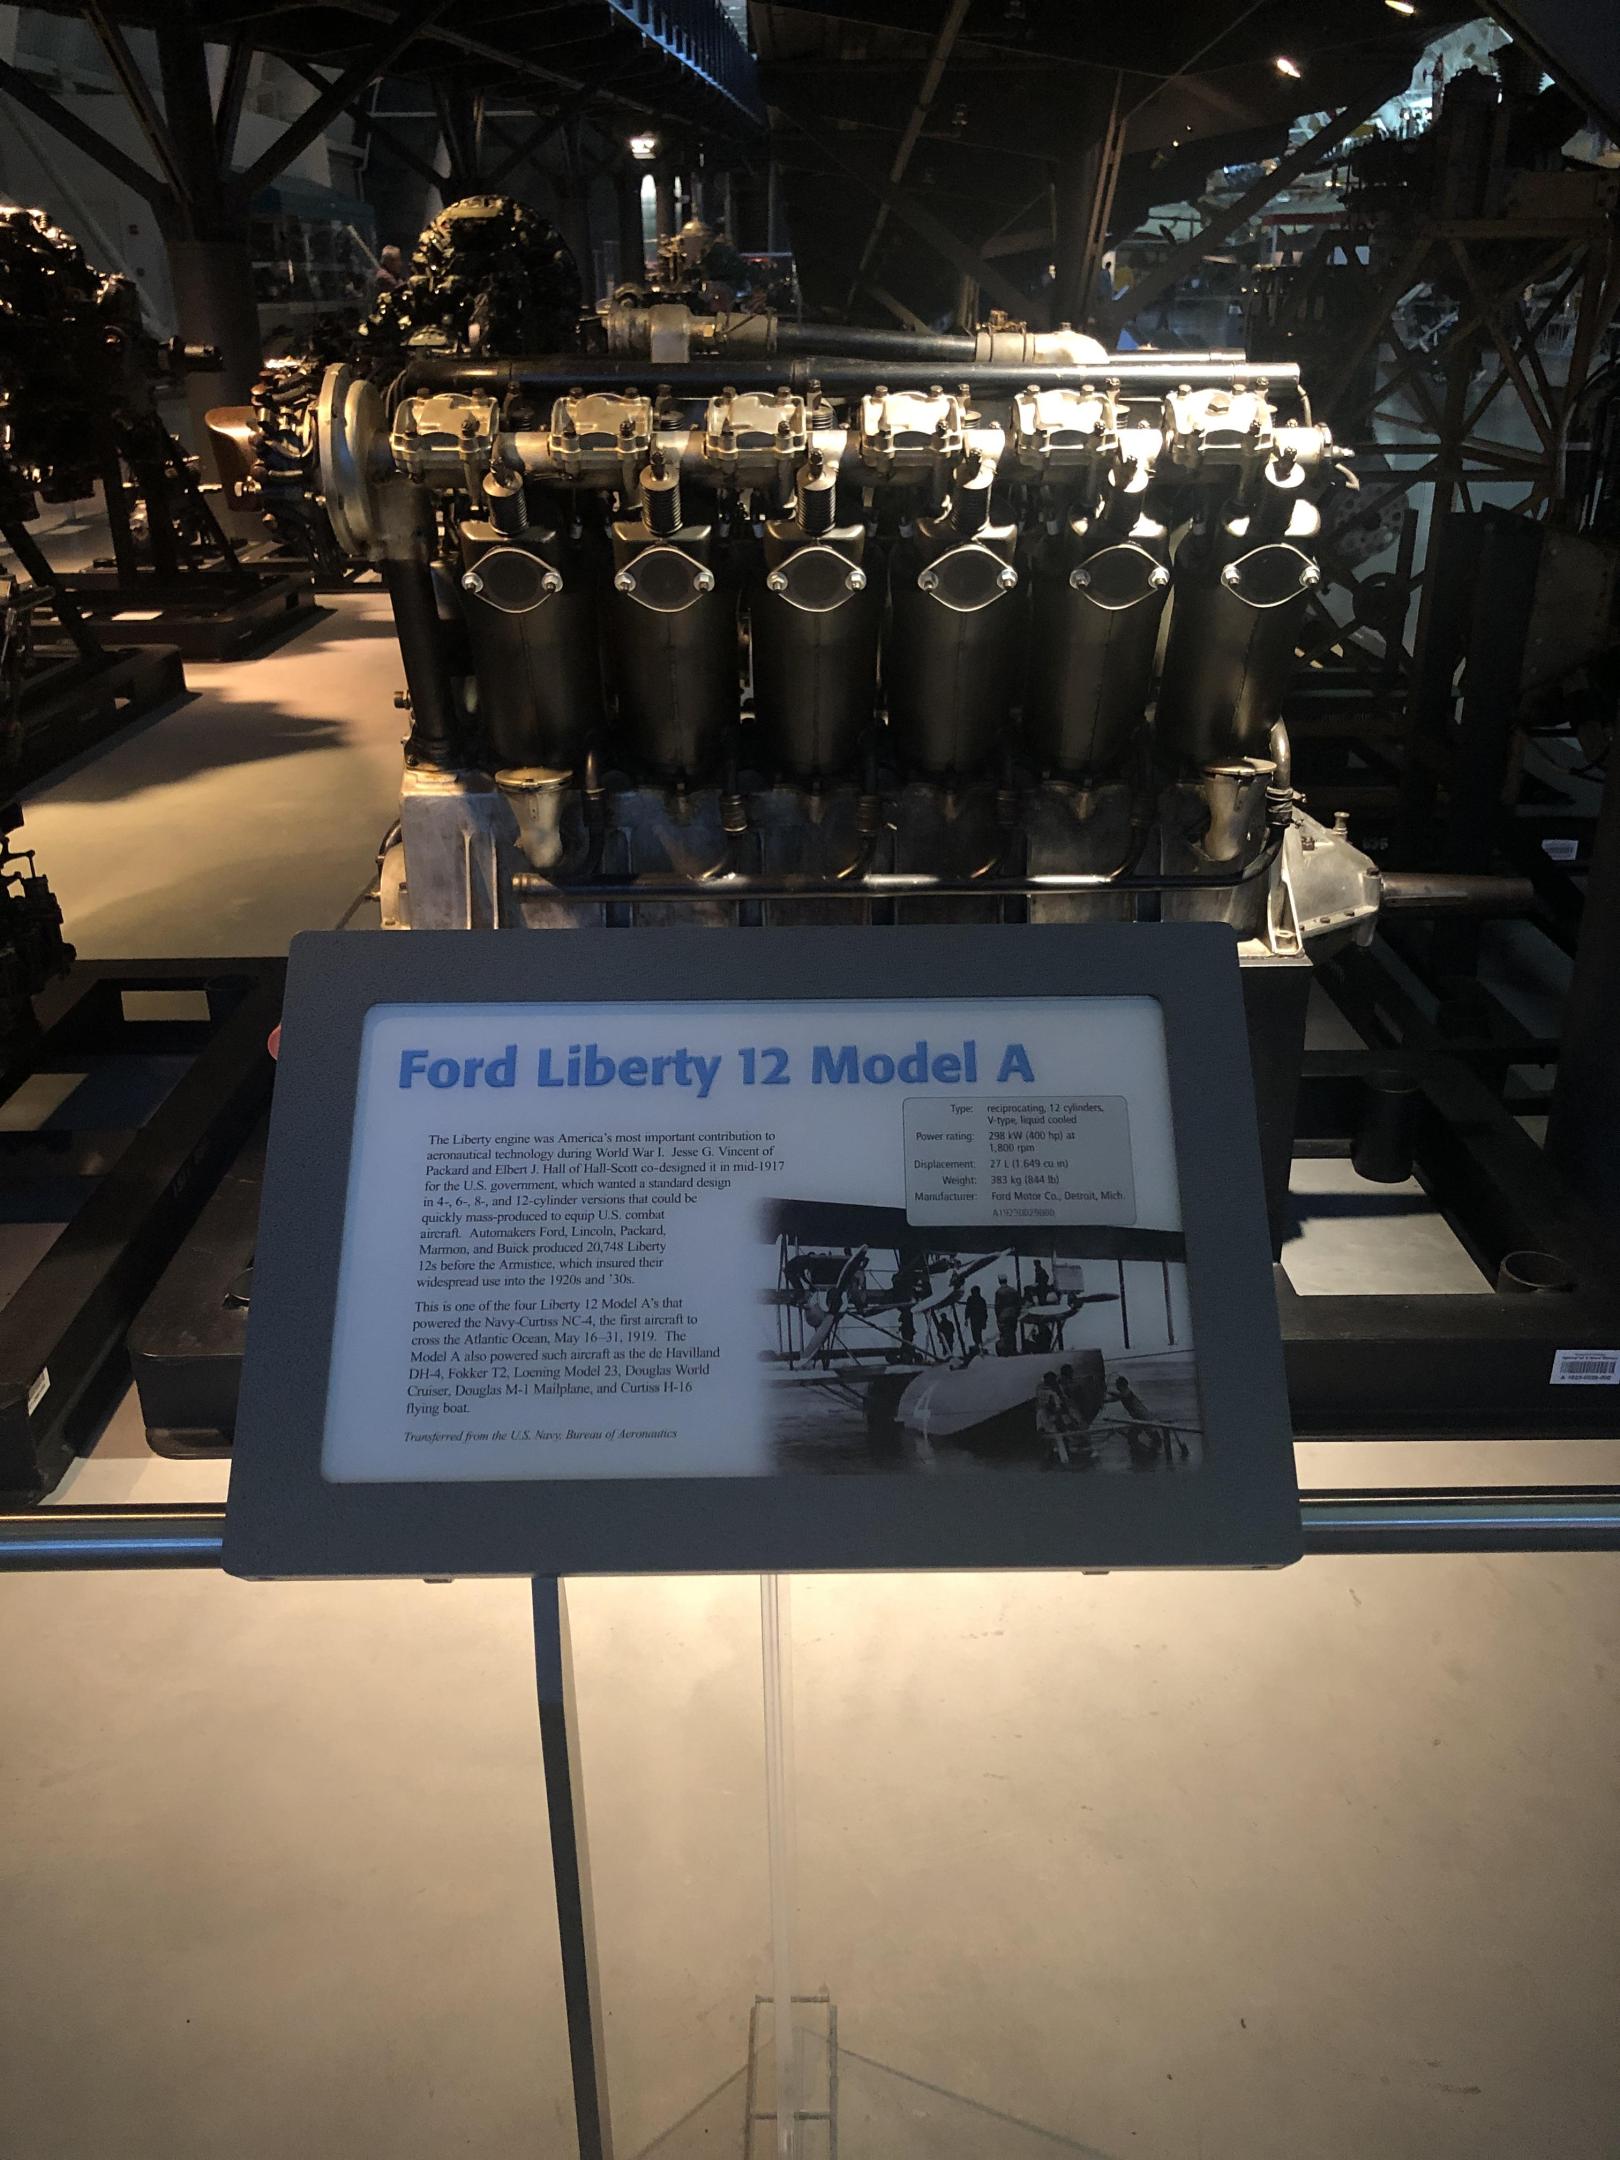 Ford Liberty 12 Model A
The Liberty engine was America's most important contribution to
aeronautical technology during World War I. Jesse G. Vincent of
Packard and Elbert J. Hall of Hall-Scott co-designed it in mid-1917
for the U.S. government, which wanted a standard design
in 4-, 6-, 8-, and 12-cylinder versions that could be
quickly mass-produced to equip U.S. combat
aircraft. Automakers Ford, Lincoln, Packard,
Marmon, and Buick produced 20,748 Liberty
12s before the Armistice, which insured their
widespread use into the 1920s and '30s.
This is one of the four Liberty 12 Model A's that
powered the Navy-Curtiss NC-4, the first aircraft to
cross the Atlantic Ocean, May 16–31, 1919. The
Model A also powered such aircraft as the de Havilland
DH-4, Fokker T2, Loening Model 23, Douglas World
Cruiser, Douglas M-1 Mailplane, and Curtiss H-16
flying boat.
Transferred from the U.S. Navy, Bureau of Aeronautics
Type: reciprocating, 12 cylinders,
V-type, liquid cooled
Power rating: 298 kW (400 hp) at
1,800 rpm
Displacement: 27 L (1,649 cu in)
Weight: 383 kg (844 lb)
Manufacturer: Ford Motor Co., Detroit, Mich.
4